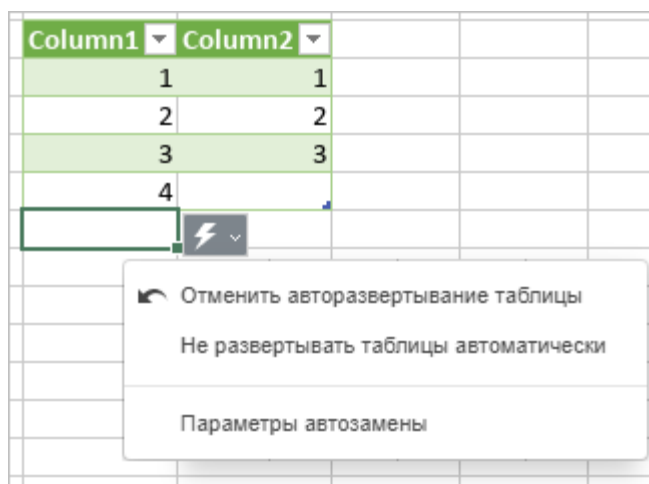 Column1 Column2
1 1
2 2
3 3
4
Отменить авторазвертывание таблицы
Не развертывать таблицы автоматически
Параметры автозамены